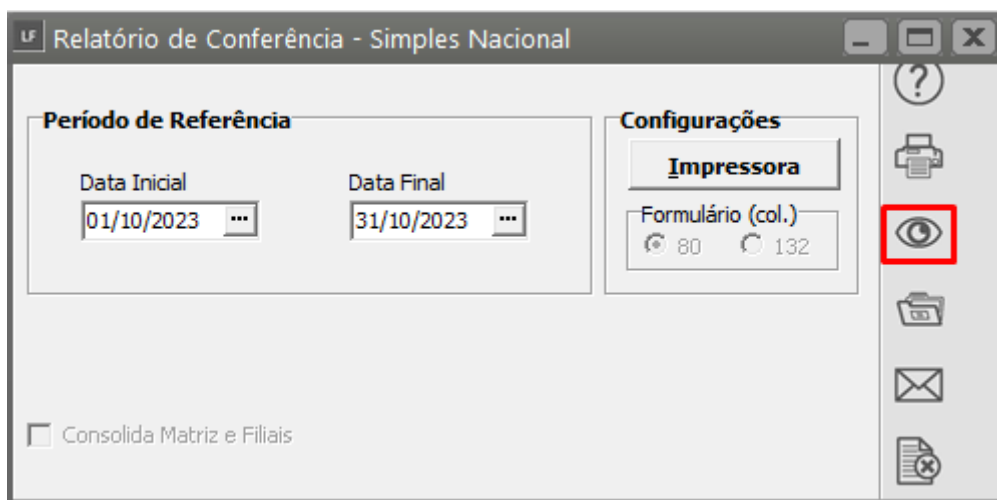 LF Relatório de Conferência - Simples Nacional
Período de Referência
Data Inicial Data Final
01/10/2023 ... 31/10/2023 ...
Configurações
Impressora
Formulário (col.)
80 132
Consolida Matriz e Filiais